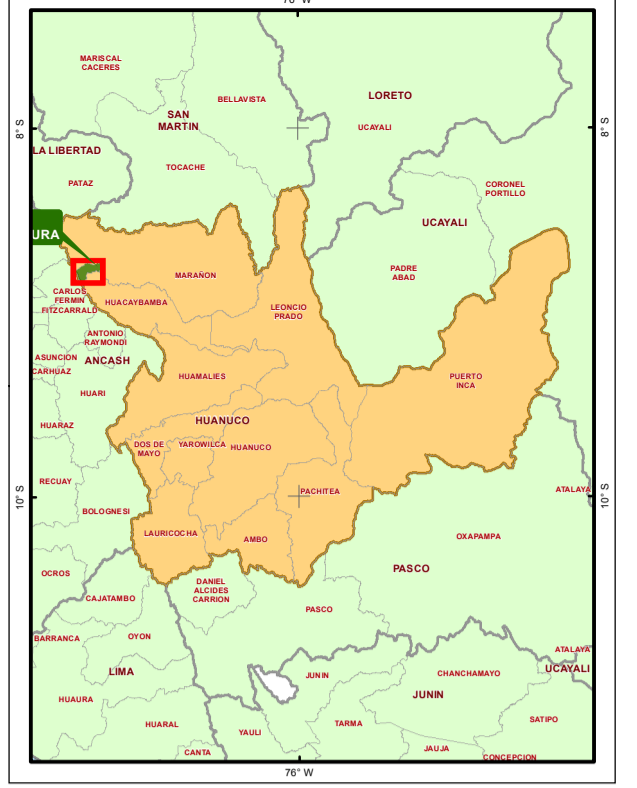 76° W
MARISCAL
CACERES
BELLAVISTA
LORETO
SAN
MARTIN
UCAYALI
8° S
8° S
LA LIBERTAD
TOCACHE
PATAZ
CORONEL
PORTILLO
UCAYALI
URA
PADRE
ABAD
MARAÑON
CARLOS
FERMIN
FITZCARRALD
HUACAYBAMBA
LEONCIO
PRADO
ANTONIO
RAYMONDI
ASUNCION
ANCASH
CARHUAZ
HUAMALIES
PUERTO
INCA
HUARI
HUANUCO
HUARAZ
DOS DE
MAYO
YAROWILCA
HUANUCO
RECUAY
PACHITEA
ATALAYA
10° S
10° S
BOLOGNESI
LAURICOCHA
AMBO
OXAPAMPA
PASCO
OCROS
DANIEL
ALCIDES
CARRION
CAJATAMBO
PASCO
BARRANCA
OYON
ATALAYA
UCAYALI
LIMA
JUNIN
CHANCHAMAYO
JUNIN
HUAURA
SATIPO
HUARAL
TARMA
YAULI
JAUJA
CANTA
CONCEPCION
76° W